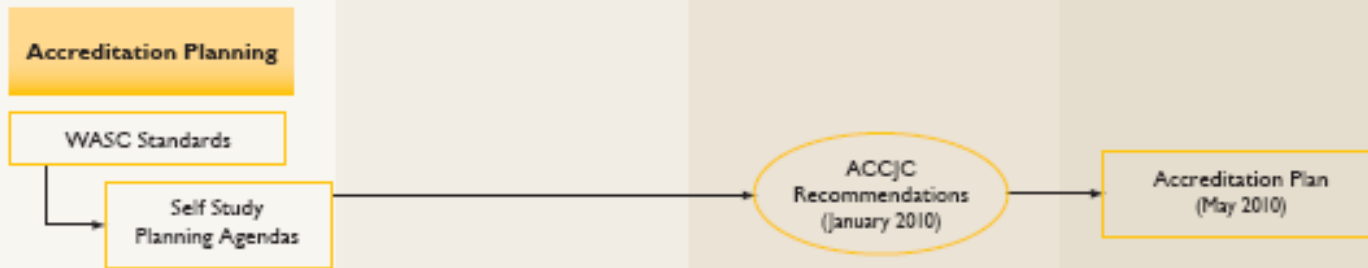 Accreditation Planning
WASC Standards
Self Study
Planning Agendas
ACCJC
Recommendations
(January 2010)
Accreditation Plan
(May 2010)